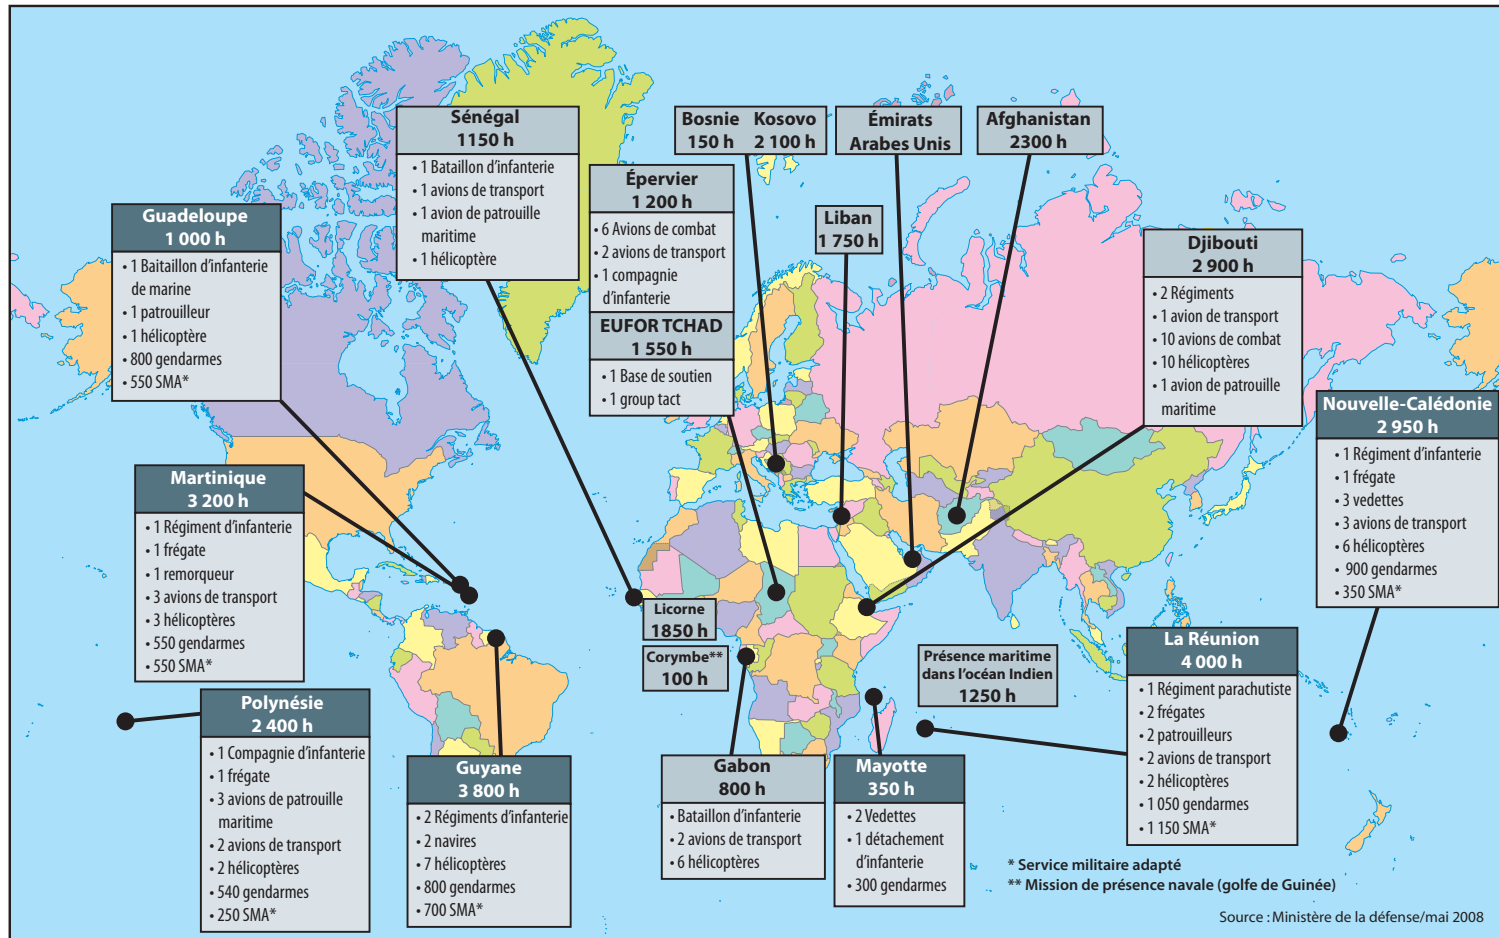 Sénégal
1150 h
• 1 Bataillon d'infanterie
• 1 avions de transport
• 1 avion de patrouille
maritime
• 1 hélicoptère
Bosnie
150 h
Kosovo
2 100 h
Émirats
Arabes Unis
Afghanistan
2300 h
Épervier
1 200 h
• 6 Avions de combat
• 2 avions de transport
• 1 compagnie
d'infanterie
EUFOR TCHAD
1 550 h
• 1 Base de soutien
• 1 group tact
Liban
1 750 h
Guadeloupe
1 000 h
• 1 Baitaillon d'infanterie
de marine
• 1 patrouilleur
• 1 hélicoptère
• 800 gendarmes
• 550 SMA*
Djibouti
2 900 h
• 2 Régiments
• 1 avion de transport
• 10 avions de combat
• 10 hélicoptères
• 1 avion de patrouille
maritime
Nouvelle-Calédonie
2 950 h
• 1 Régiment d'infanterie
• 1 frégate
• 3 vedettes
• 3 avions de transport
• 6 hélicoptères
• 900 gendarmes
• 350 SMA*
Martinique
3 200 h
• 1 Régiment d'infanterie
• 1 frégate
• 1 remorqueur
• 3 avions de transport
• 3 hélicoptères
• 550 gendarmes
• 550 SMA*
Licorne
1850 h
Corymbe**
100 h
Présence maritime
dans l'océan Indien
1250 h
La Réunion
4 000 h
• 1 Régiment parachutiste
• 2 frégates
• 2 patrouilleurs
• 2 avions de transport
• 2 hélicoptères
• 1 050 gendarmes
• 1 150 SMA*
Polynésie
2 400 h
• 1 Compagnie d'infanterie
• 1 frégate
• 3 avions de patrouille
maritime
• 2 avions de transport
• 2 hélicoptères
• 540 gendarmes
• 250 SMA*
Guyane
3 800 h
• 2 Régiments d'infanterie
• 2 navires
• 7 hélicoptères
• 800 gendarmes
• 700 SMA*
Gabon
800 h
• Bataillon d'infanterie
• 2 avions de transport
• 6 hélicoptères
Mayotte
350 h
• 2 Vedettes
• 1 détachement
d'infanterie
• 300 gendarmes
* Service militaire adapté
** Mission de présence navale (golfe de Guinée)
Source : Ministère de la défense/mai 2008